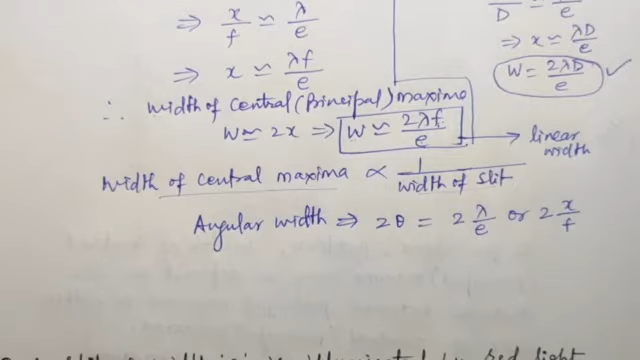 ⇒ x/f ≃ λ/e
⇒ x ≃ λf/e
D e
⇒ x ≃ λD/e
W = 2λD/e ✓
∴ Width of Central (Principal) maxima
W ≃ 2x ⇒ W ≃ 2λf/e → linear width
Width of Central maxima ∝ 1/width of slit
Angular width ⇒ 2θ = 2 λ/e or 2 x/f